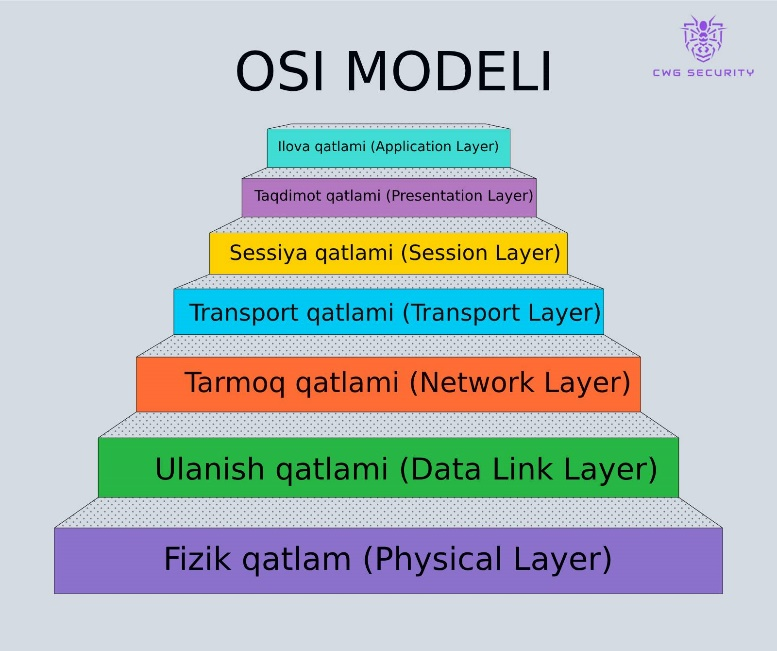 CWG SECURITY
OSI MODELI
Ilova qatlami (Application Layer)
Taqdimot qatlami (Presentation Layer)
Sessiya qatlami (Session Layer)
Transport qatlami (Transport Layer)
Tarmoq qatlami (Network Layer)
Ulanish qatlami (Data Link Layer)
Fizik qatlam (Physical Layer)